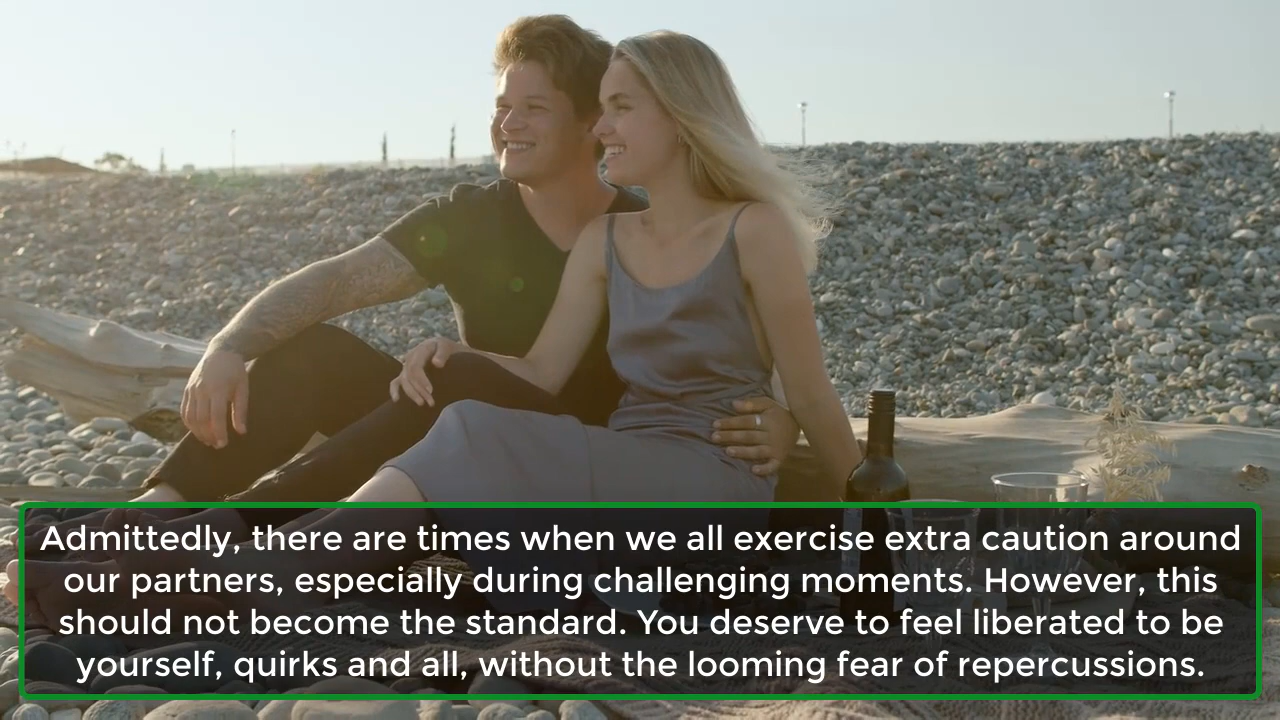 Admittedly, there are times when we all exercise extra caution around
our partners, especially during challenging moments. However, this
should not become the standard. You deserve to feel liberated to be
yourself, quirks and all, without the looming fear of repercussions.